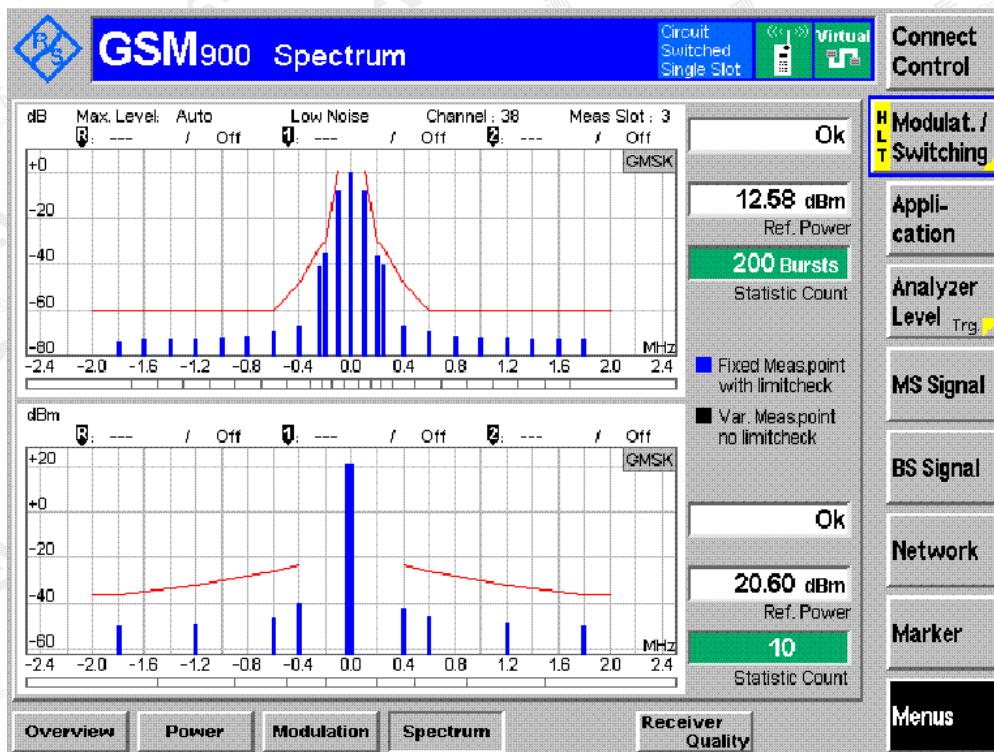 R S
GSM900 Spectrum
Circuit
Switched
Single Slot
Virtual
Connect
Control
dB Max. Level: Auto Low Noise Channel : 38 Meas Slot : 3
R : --- / Off 1 : --- / Off 2 : --- / Off
GMSK
+0
-20
-40
-60
-80
MHz
-2.4 -2.0 -1.6 -1.2 -0.8 -0.4 0.0 0.4 0.8 1.2 1.6 2.0 2.4
Ok
12.58 dBm
Ref. Power
200 Bursts
Statistic Count
Fixed Meas.point
with limitcheck
Var. Meas.point
no limitcheck
dBm
R : --- / Off 1 : --- / Off 2 : --- / Off
GMSK
+20
+0
-20
-40
-60
MHz
-2.4 -2.0 -1.6 -1.2 -0.8 -0.4 0.0 0.4 0.8 1.2 1.6 2.0 2.4
Ok
20.60 dBm
Ref. Power
10
Statistic Count
HLT
Modulat. /
Switching
Appli-
cation
Analyzer
Level Trg.
MS Signal
BS Signal
Network
Marker
Menus
Overview Power Modulation Spectrum Receiver
Quality